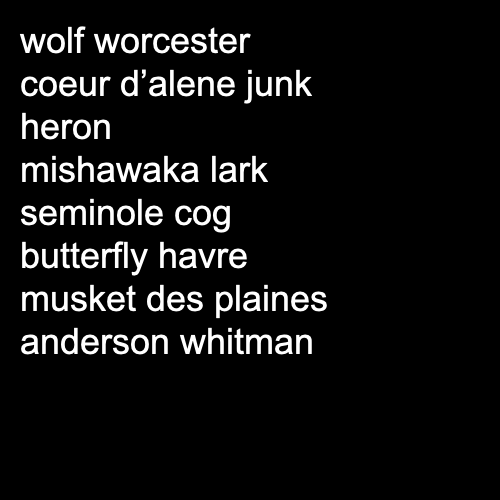 wolf worcester
coeur d’alene junk
heron
mishawaka lark
seminole cog
butterfly havre
musket des plaines
anderson whitman